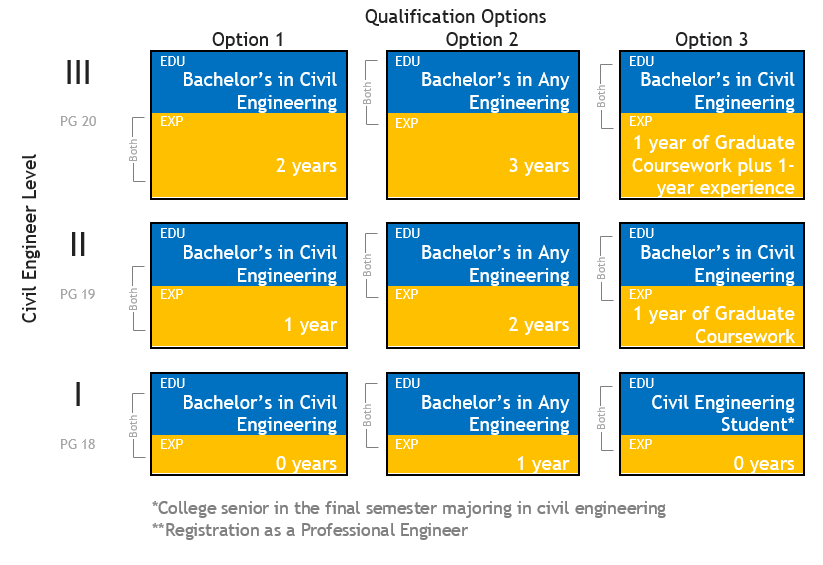 Qualification Options
Option 1
Option 2
Option 3
Civil Engineer Level
III
PG 20
Both
EDU
Bachelor's in Civil
Engineering
EXP
2 years
Both
EDU
Bachelor's in Any
Engineering
EXP
3 years
Both
EDU
Bachelor's in Civil
Engineering
EXP
1 year of Graduate
Coursework plus 1-
year experience
II
PG 19
Both
EDU
Bachelor's in Civil
Engineering
EXP
1 year
Both
EDU
Bachelor's in Any
Engineering
EXP
2 years
Both
EDU
Bachelor's in Civil
Engineering
EXP
1 year of Graduate
Coursework
I
PG 18
Both
EDU
Bachelor's in Civil
Engineering
EXP
0 years
Both
EDU
Bachelor's in Any
Engineering
EXP
1 year
Both
EDU
Civil Engineering
Student*
EXP
0 years
*College senior in the final semester majoring in civil engineering
**Registration as a Professional Engineer